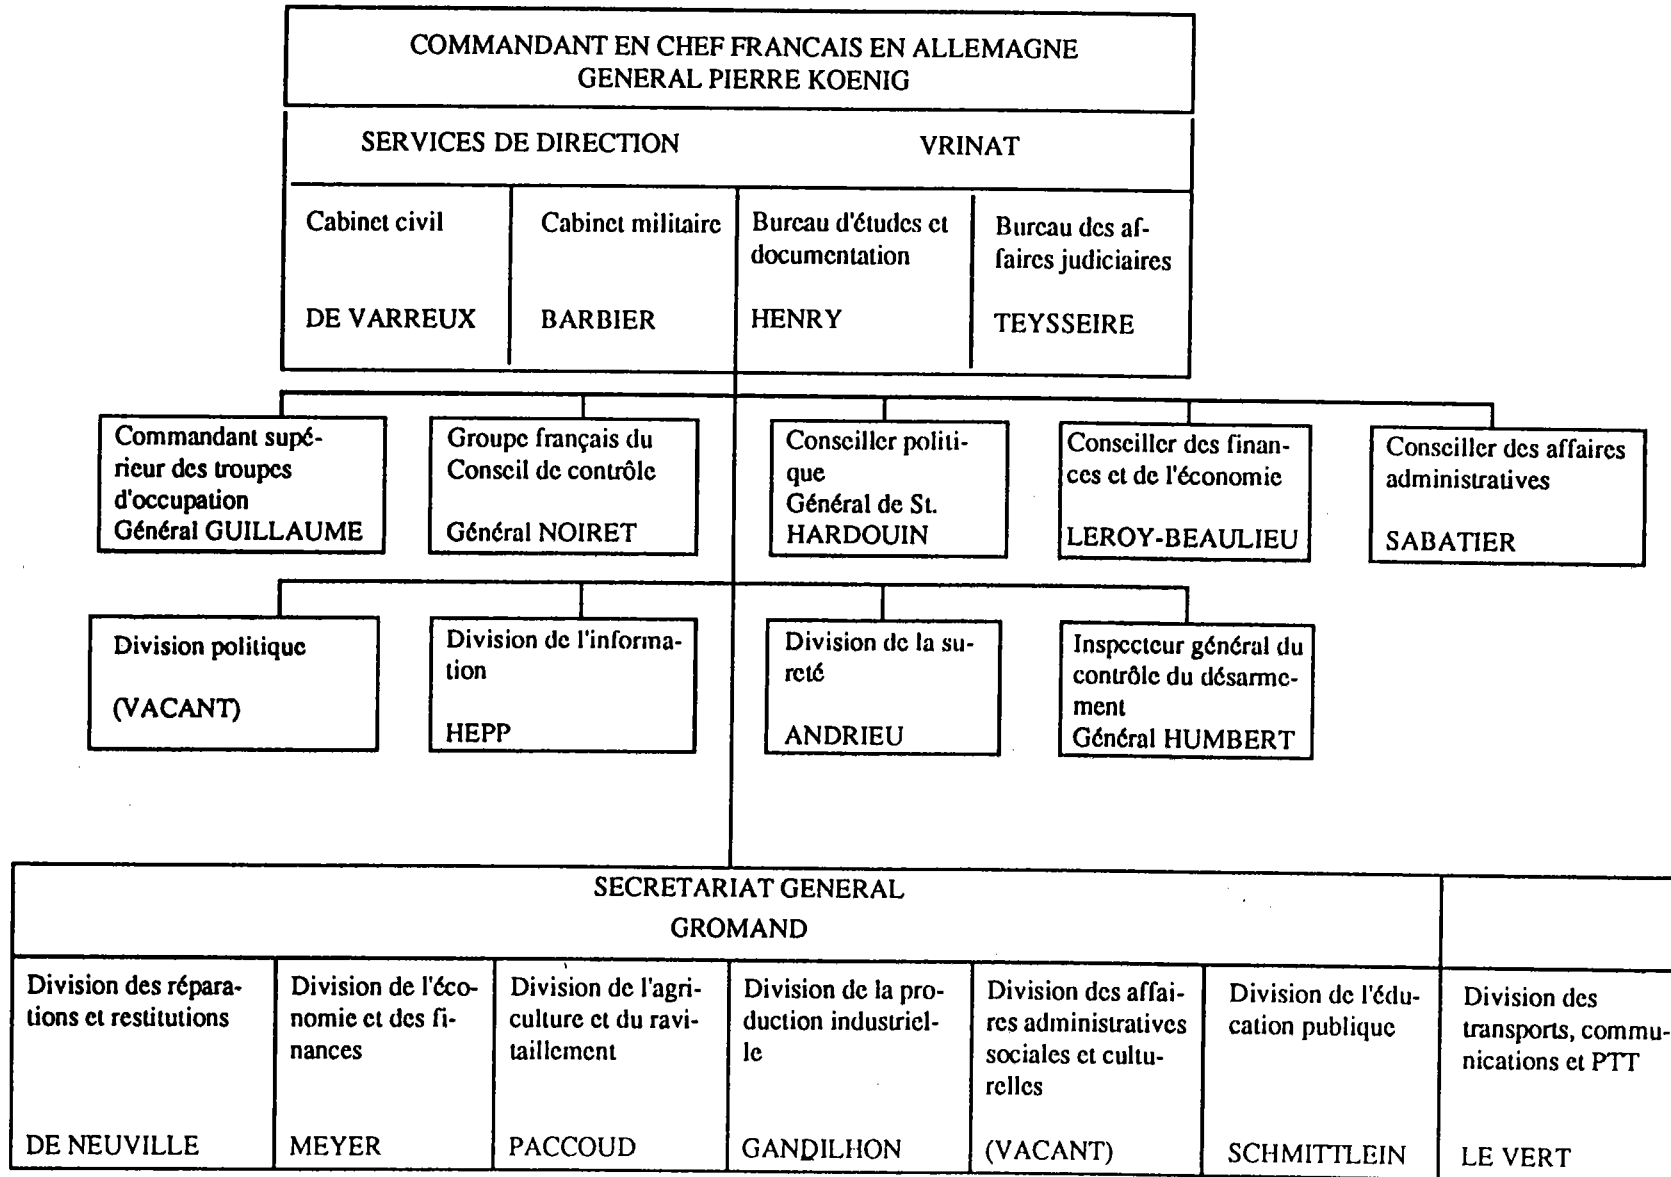 COMMANDANT EN CHEF FRANCAIS EN ALLEMAGNE
GENERAL PIERRE KOENIG
SERVICES DE DIRECTION VRINAT
Cabinet civil
DE VARREUX
Cabinet militaire
BARBIER
Bureau d'études et
documentation
HENRY
Bureau des af-
faires judiciaires
TEYSSEIRE
Commandant supé-
rieur des troupes
d'occupation
Général GUILLAUME
Groupe français du
Conseil de contrôle
Général NOIRET
Conseiller politi-
que
Général de St.
HARDOUIN
Conseiller des finan-
ces et de l'économie
LEROY-BEAULIEU
Conseiller des affaires
administratives
SABATIER
Division politique
(VACANT)
Division de l'informa-
tion
HEPP
Division de la su-
reté
ANDRIEU
Inspecteur général du
contrôle du désarme-
ment
Général HUMBERT
SECRETARIAT GENERAL
GROMAND
Division des répara-
tions et restitutions
DE NEUVILLE
Division de l'éco-
nomie et des fi-
nances
MEYER
Division de l'agri-
culture et du ravi-
taillement
PACCOUD
Division de la pro-
duction industriel-
le
GANDILHON
Division des affai-
res administratives
sociales et cultu-
relles
(VACANT)
Division de l'édu-
cation publique
SCHMITTLEIN
Division des
transports, commu-
nications et PTT
LE VERT